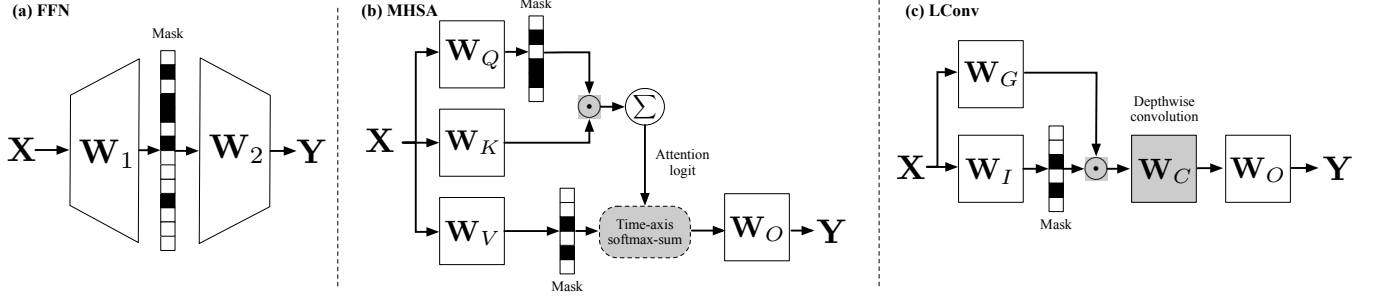 (a) FFN
Mask
X
W1
W2
Y
(b) MHSA
Mask
WQ
X
WK
∑
Attention
logit
WV
Mask
Time-axis
softmax-sum
WO
Y
(c) LConv
WG
Depthwise
convolution
X
WI
Mask
WC
WO
Y